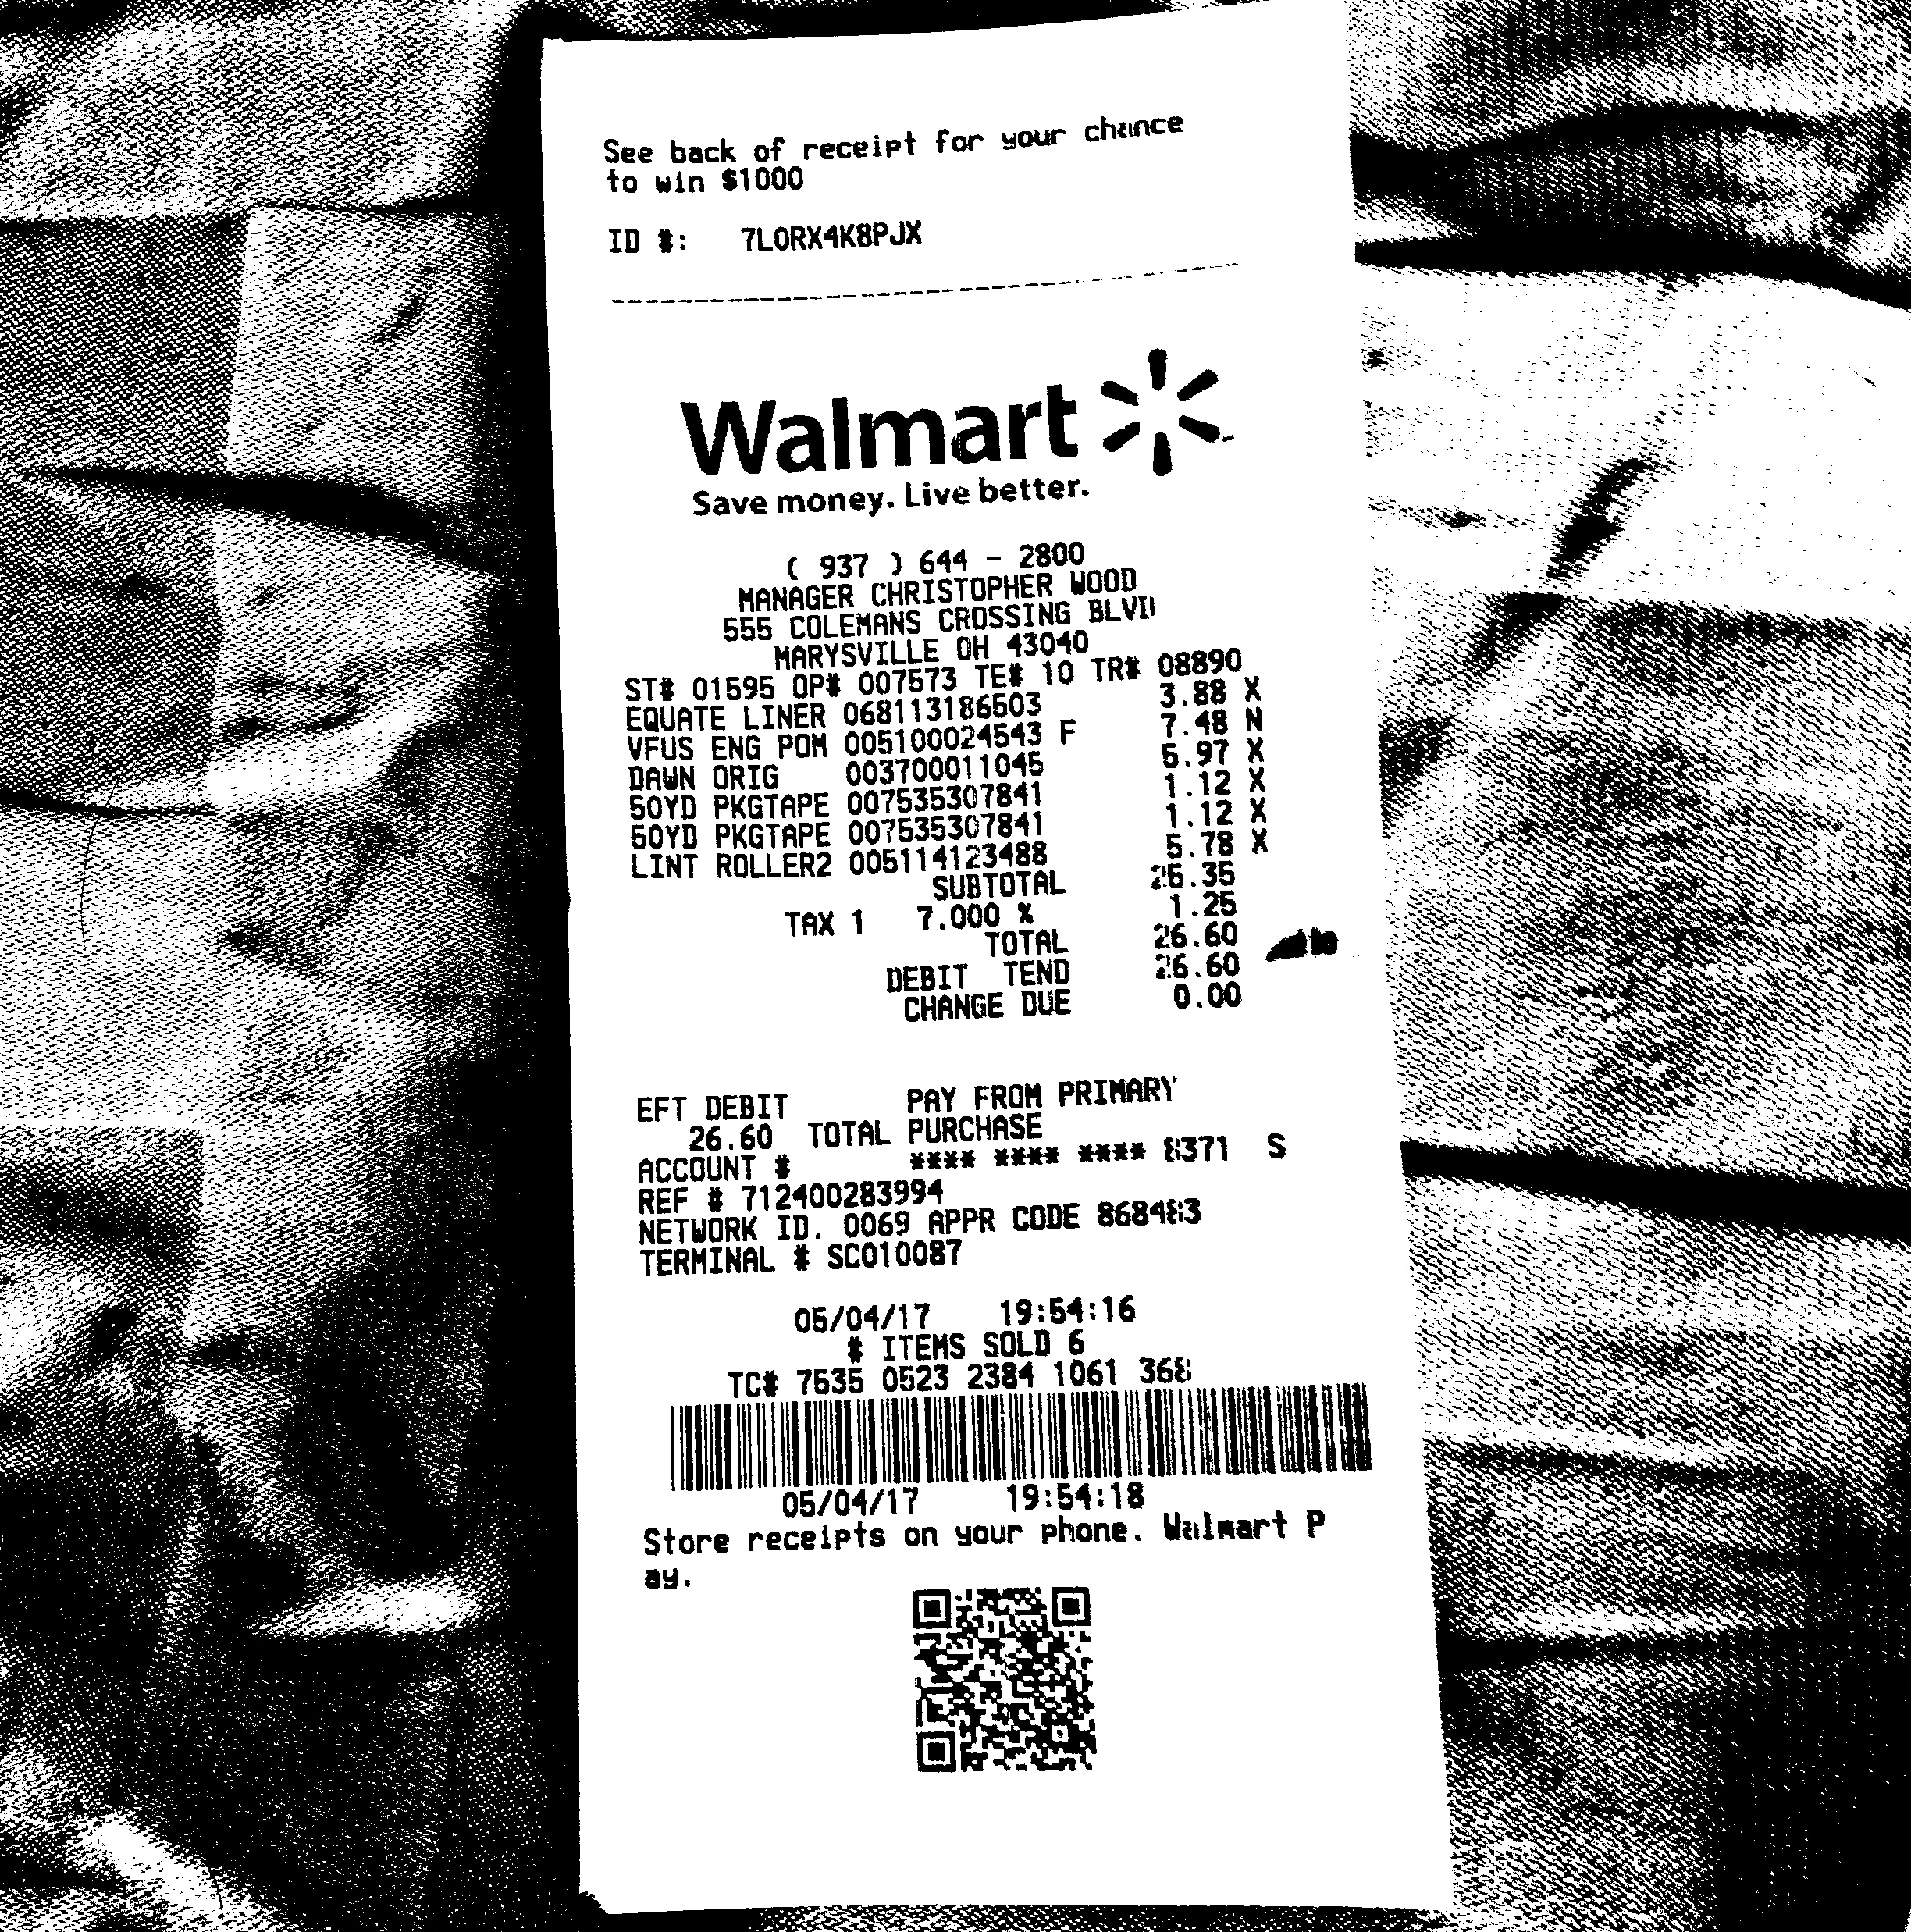 See back of receipt for your chance
to win $1000
ID #: 7LORX4K8PJX
Walmart
Save money. Live better.
( 937 ) 644 - 2800
MANAGER CHRISTOPHER WOOD
555 COLEMANS CROSSING BLVD
MARYSVILLE OH 43040
ST# 01595 OP# 007573 TE# 10 TR# 08890
EQUATE LINER 068113186503 3.88 X
VFUS ENG POM 005100024543 F 7.48 N
DAWN ORIG 003700011045 5.97 X
50YD PKGTAPE 007535307841 1.12 X
50YD PKGTAPE 007535307841 1.12 X
LINT ROLLER2 005114123488 5.78 X
SUBTOTAL 25.35
TAX 1 7.000 % 1.25
TOTAL 26.60
DEBIT TEND 26.60
CHANGE DUE 0.00
EFT DEBIT PAY FROM PRIMARY
26.60 TOTAL PURCHASE
ACCOUNT # **** **** **** 8371 S
REF # 712400283994
NETWORK ID. 0069 APPR CODE 868483
TERMINAL # SC010087
05/04/17 19:54:16
# ITEMS SOLD 6
TC# 7535 0523 2384 1061 368
05/04/17 19:54:18
Store receipts on your phone. Walmart P
ay.